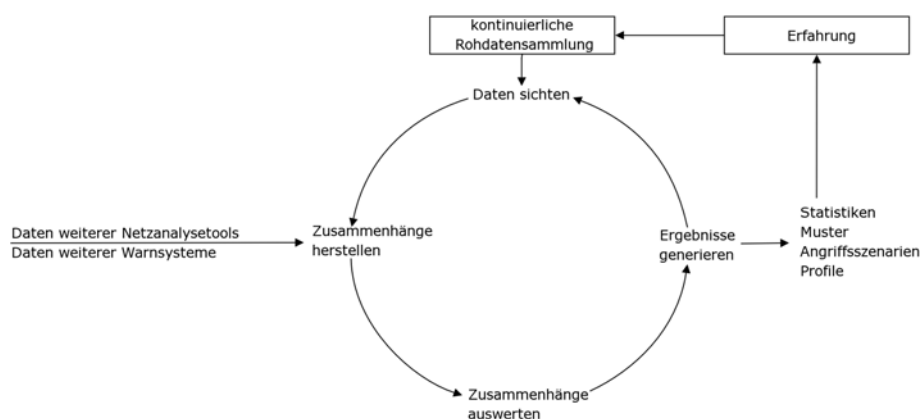 kontinuierliche
Rohdatensammlung
Erfahrung
Daten sichten
Daten weiterer Netzanalysetools
Daten weiterer Warnsysteme
Zusammenhänge
herstellen
Ergebnisse
generieren
Statistiken
Muster
Angriffsszenarien
Profile
Zusammenhänge
auswerten